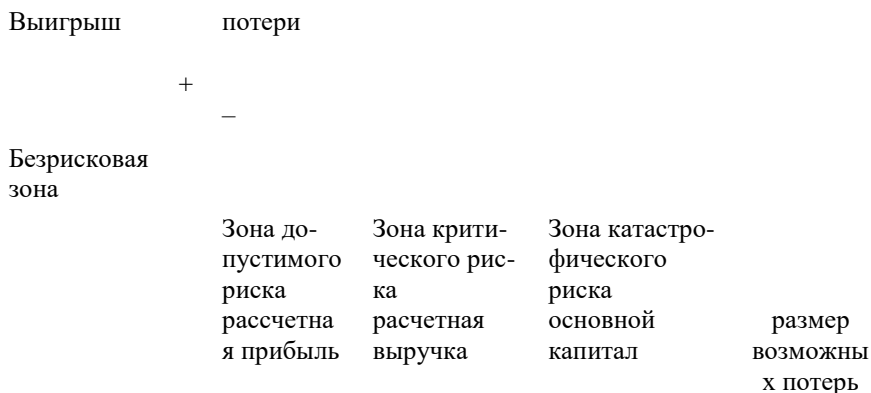 Выигрыш потери
+
–
Безрисковая
зона
Зона до-
пустимого
риска
рассчетна
я прибыль
Зона крити-
ческого рис-
ка
расчетная
выручка
Зона катастро-
фического
риска
основной
капитал
размер
возможны
х потерь